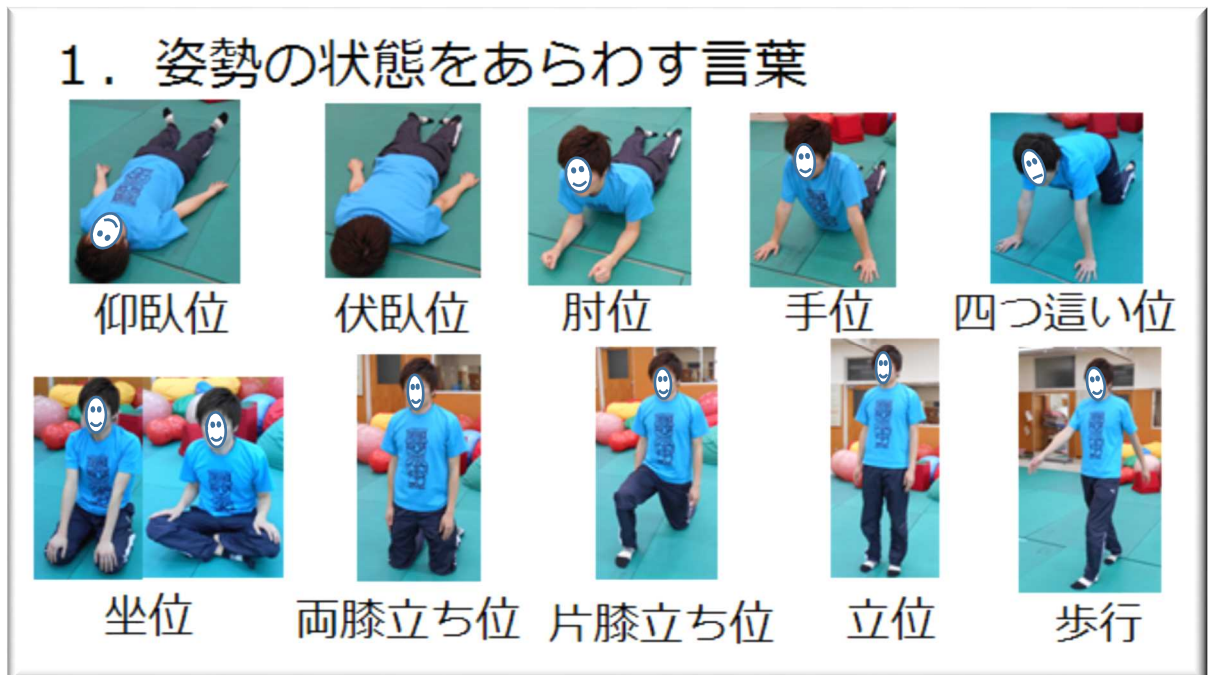 1．姿勢の状態をあらわす言葉
仰臥位 伏臥位 肘位 手位 四つ這い位
坐位 両膝立ち位 片膝立ち位 立位 歩行